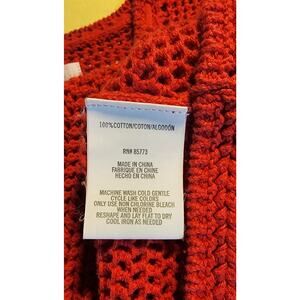 100%COTTON/COTON/ALGODÓN
RN# 85773
MADE IN CHINA
FABRIQUE EN CHINE
HECHO EN CHINA
MACHINE WASH COLD GENTLE
CYCLE LIKE COLORS
ONLY USE NON CHLORINE BLEACH
WHEN NEEDED
RESHAPE AND LAY FLAT TO DRY
COOL IRON AS NEEDED